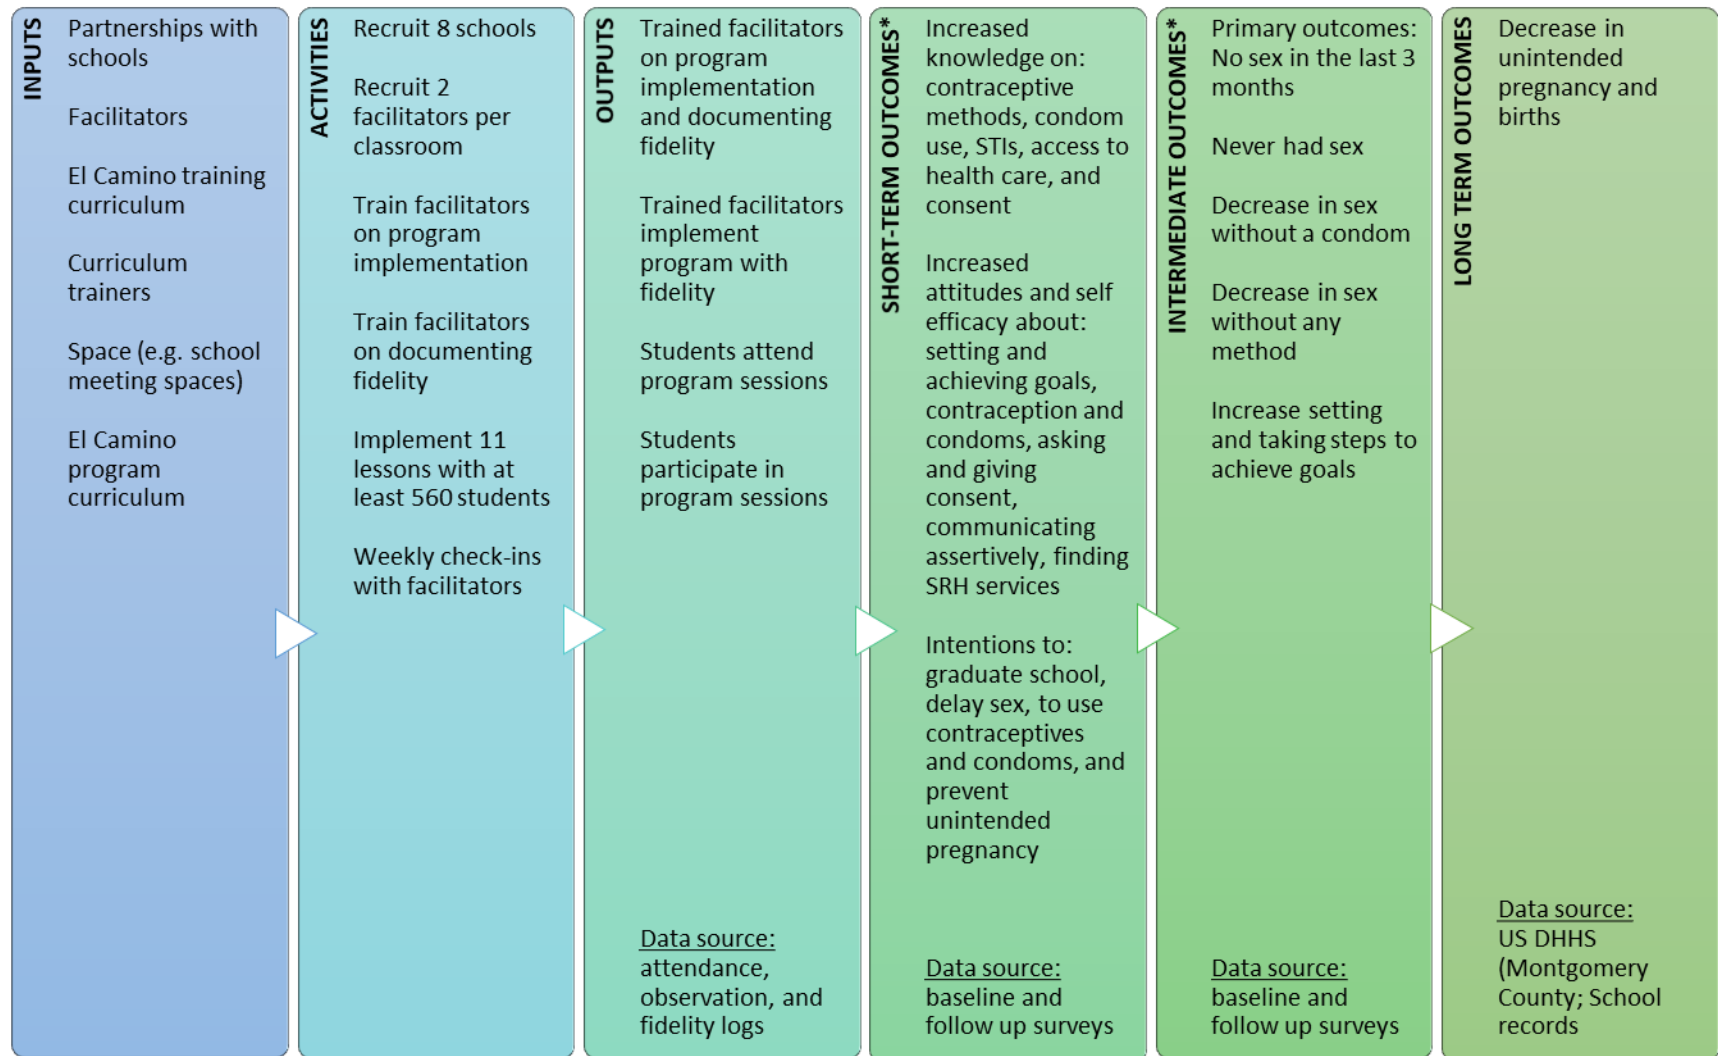 INPUTS
Partnerships with
schools
Facilitators
El Camino training
curriculum
Curriculum
trainers
Space (e.g. school
meeting spaces)
El Camino
program
curriculum
ACTIVITIES
Recruit 8 schools
Recruit 2
facilitators per
classroom
Train facilitators
on program
implementation
Train facilitators
on documenting
fidelity
Implement 11
lessons with at
least 560 students
Weekly check-ins
with facilitators
OUTPUTS
Trained facilitators
on program
implementation
and documenting
fidelity
Trained facilitators
implement
program with
fidelity
Students attend
program sessions
Students
participate in
program sessions
Data source:
attendance,
observation, and
fidelity logs
SHORT-TERM OUTCOMES*
Increased
knowledge on:
contraceptive
methods, condom
use, STIs, access to
health care, and
consent
Increased
attitudes and self
efficacy about:
setting and
achieving goals,
contraception and
condoms, asking
and giving
consent,
communicating
assertively, finding
SRH services
Intentions to:
graduate school,
delay sex, to use
contraceptives
and condoms, and
prevent
unintended
pregnancy
Data source:
baseline and
follow up surveys
INTERMEDIATE OUTCOMES*
Primary outcomes:
No sex in the last 3
months
Never had sex
Decrease in sex
without a condom
Decrease in sex
without any
method
Increase setting
and taking steps to
achieve goals
Data source:
baseline and
follow up surveys
LONG TERM OUTCOMES
Decrease in
unintended
pregnancy and
births
Data source:
US DHHS
(Montgomery
County; School
records